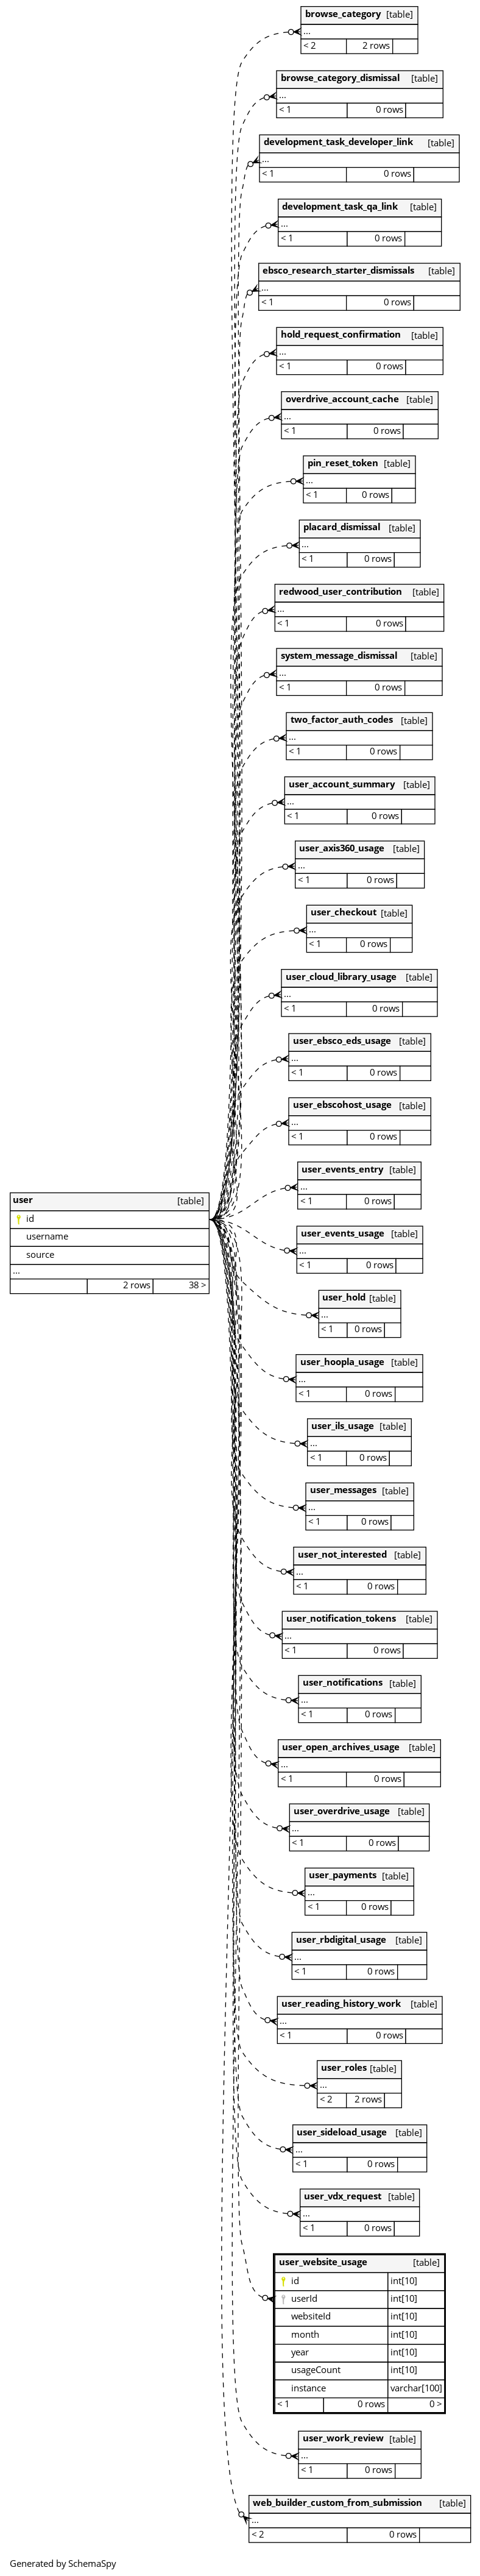 browse_category [table]
...
< 2 2 rows
browse_category_dismissal [table]
...
< 1 0 rows
development_task_developer_link [table]
...
< 1 0 rows
development_task_qa_link [table]
...
< 1 0 rows
ebsco_research_starter_dismissals [table]
...
< 1 0 rows
hold_request_confirmation [table]
...
< 1 0 rows
overdrive_account_cache [table]
...
< 1 0 rows
pin_reset_token [table]
...
< 1 0 rows
placard_dismissal [table]
...
< 1 0 rows
redwood_user_contribution [table]
...
< 1 0 rows
system_message_dismissal [table]
...
< 1 0 rows
two_factor_auth_codes [table]
...
< 1 0 rows
user_account_summary [table]
...
< 1 0 rows
user_axis360_usage [table]
...
< 1 0 rows
user_checkout [table]
...
< 1 0 rows
user_cloud_library_usage [table]
...
< 1 0 rows
user_ebsco_eds_usage [table]
...
< 1 0 rows
user_ebscohost_usage [table]
...
< 1 0 rows
user_events_entry [table]
...
< 1 0 rows
user [table]
id
username
source
...
2 rows 38 >
user_events_usage [table]
...
< 1 0 rows
user_hold [table]
...
< 1 0 rows
user_hoopla_usage [table]
...
< 1 0 rows
user_ils_usage [table]
...
< 1 0 rows
user_messages [table]
...
< 1 0 rows
user_not_interested [table]
...
< 1 0 rows
user_notification_tokens [table]
...
< 1 0 rows
user_notifications [table]
...
< 1 0 rows
user_open_archives_usage [table]
...
< 1 0 rows
user_overdrive_usage [table]
...
< 1 0 rows
user_payments [table]
...
< 1 0 rows
user_rbdigital_usage [table]
...
< 1 0 rows
user_reading_history_work [table]
...
< 1 0 rows
user_roles [table]
...
< 2 2 rows
user_sideload_usage [table]
...
< 1 0 rows
user_vdx_request [table]
...
< 1 0 rows
user_website_usage [table]
id int[10]
userId int[10]
websiteId int[10]
month int[10]
year int[10]
usageCount int[10]
instance varchar[100]
< 1 0 rows 0 >
user_work_review [table]
...
< 1 0 rows
web_builder_custom_from_submission [table]
...
< 2 0 rows
Generated by SchemaSpy